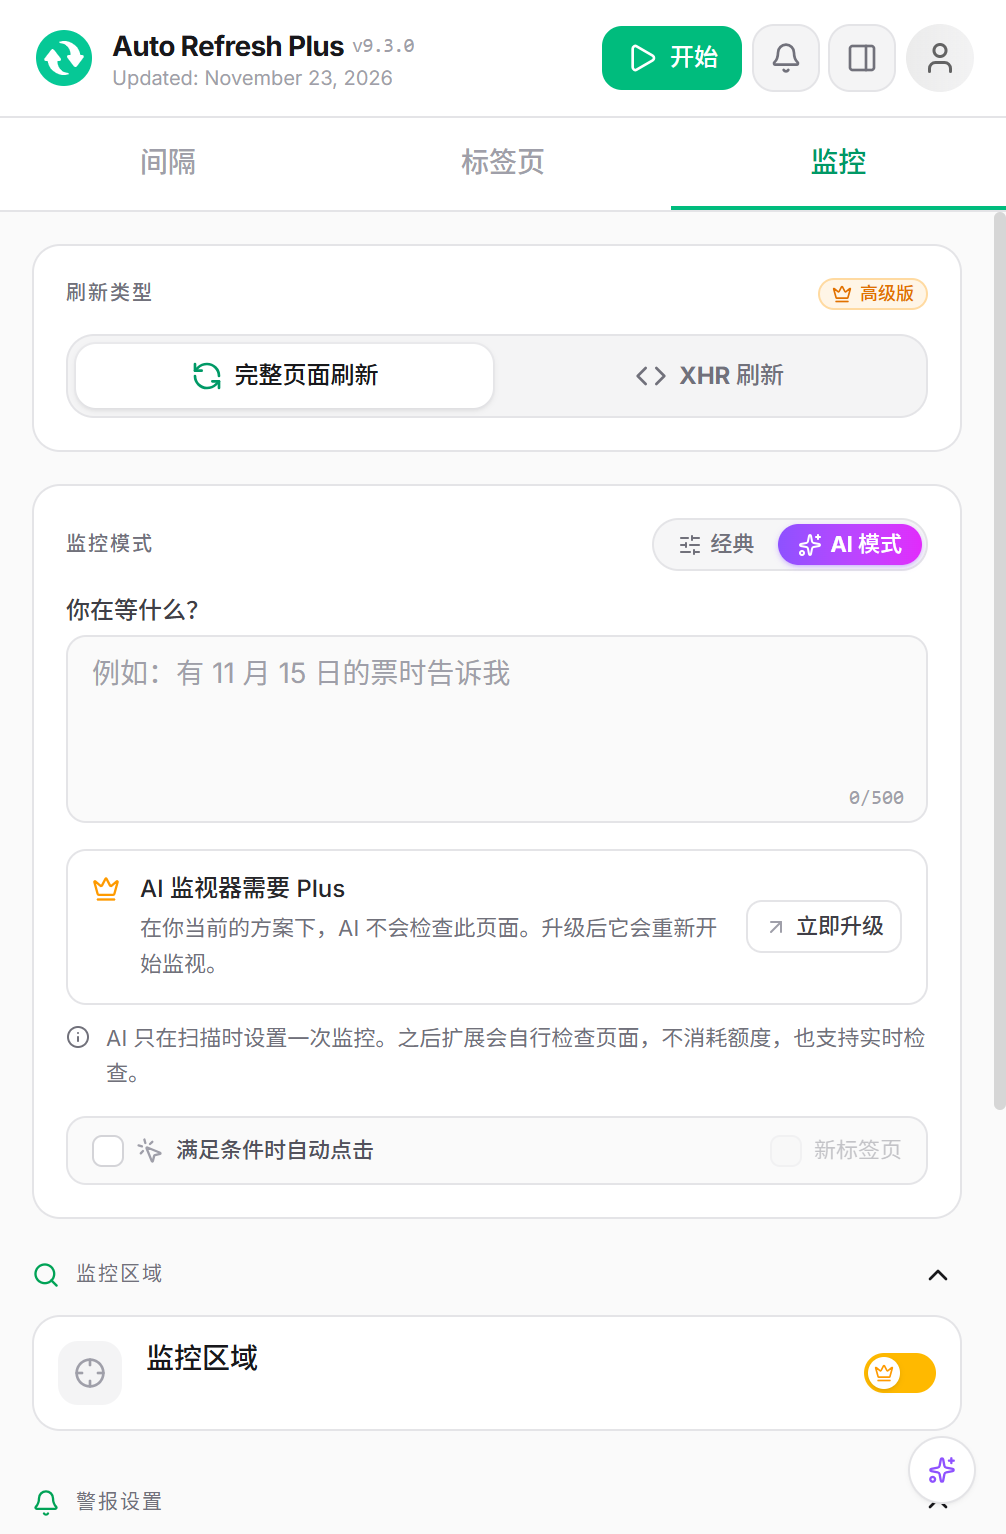 Auto Refresh Plus v9.3.0
Updated: November 23, 2026
开始
间隔
标签页
监控
刷新类型
高级版
完整页面刷新
XHR 刷新
监控模式
经典
AI 模式
你在等什么？
例如：有 11 月 15 日的票时告诉我
0/500
AI 监视器需要 Plus
在你当前的方案下，AI 不会检查此页面。升级后它会重新开
始监视。
立即升级
AI 只在扫描时设置一次监控。之后扩展会自行检查页面，不消耗额度，也支持实时检
查。
满足条件时自动点击
新标签页
监控区域
监控区域
警报设置